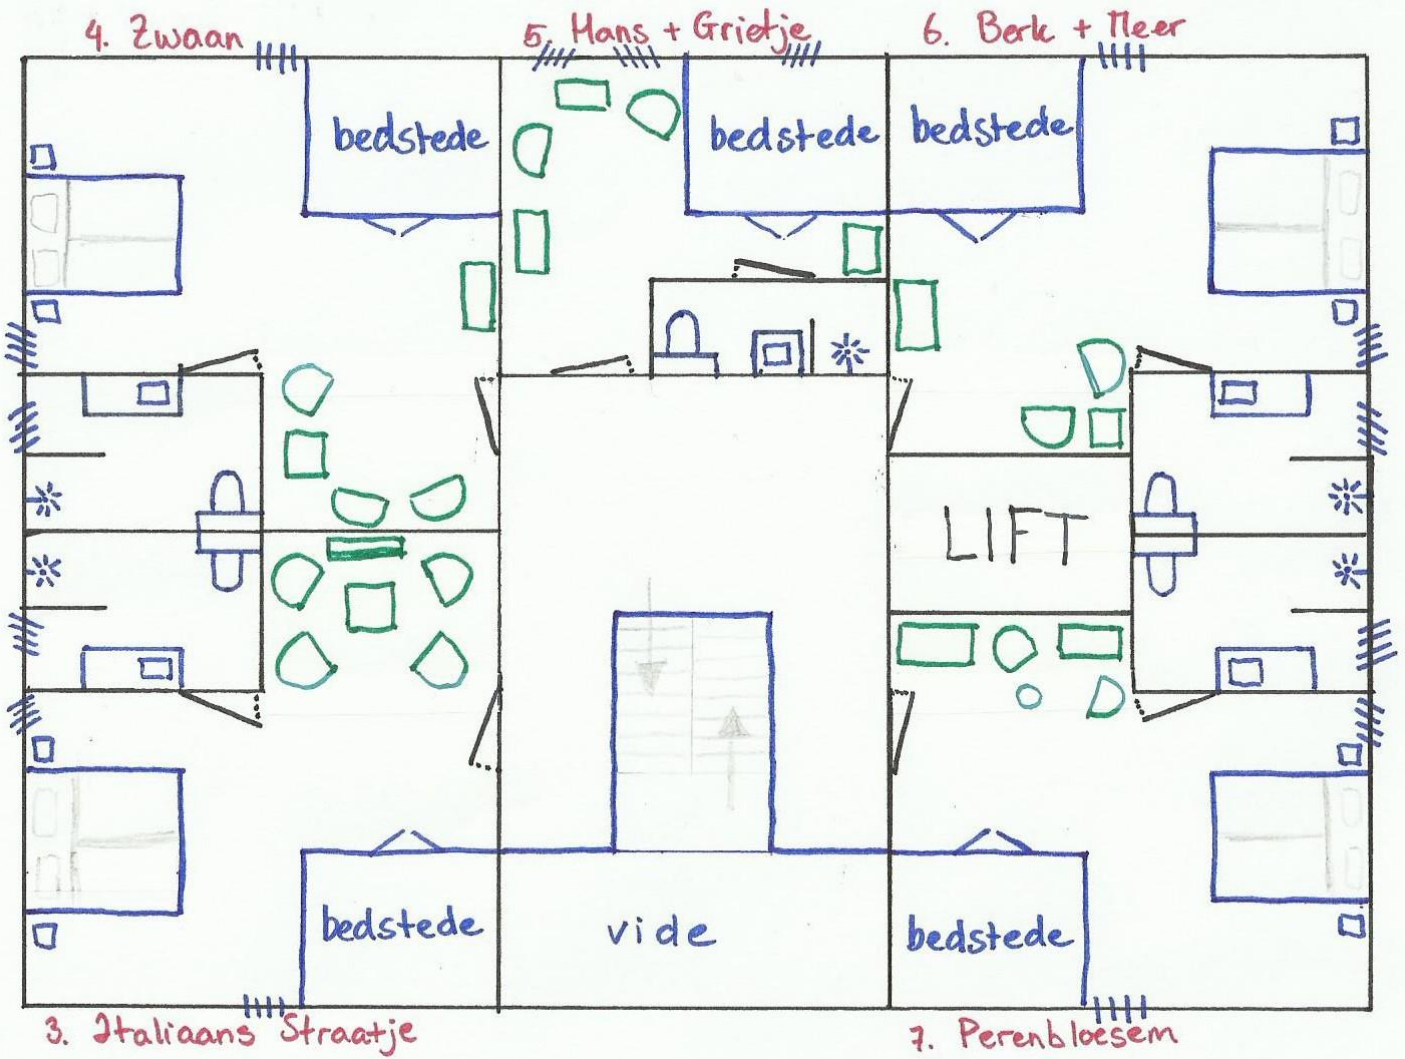 4. Zwaan
5. Hans + Grietje
6. Berk + Meer
bedstede
bedstede
bedstede
LIFT
bedstede
vide
bedstede
3. Italiaans Straatje
7. Perenbloesem